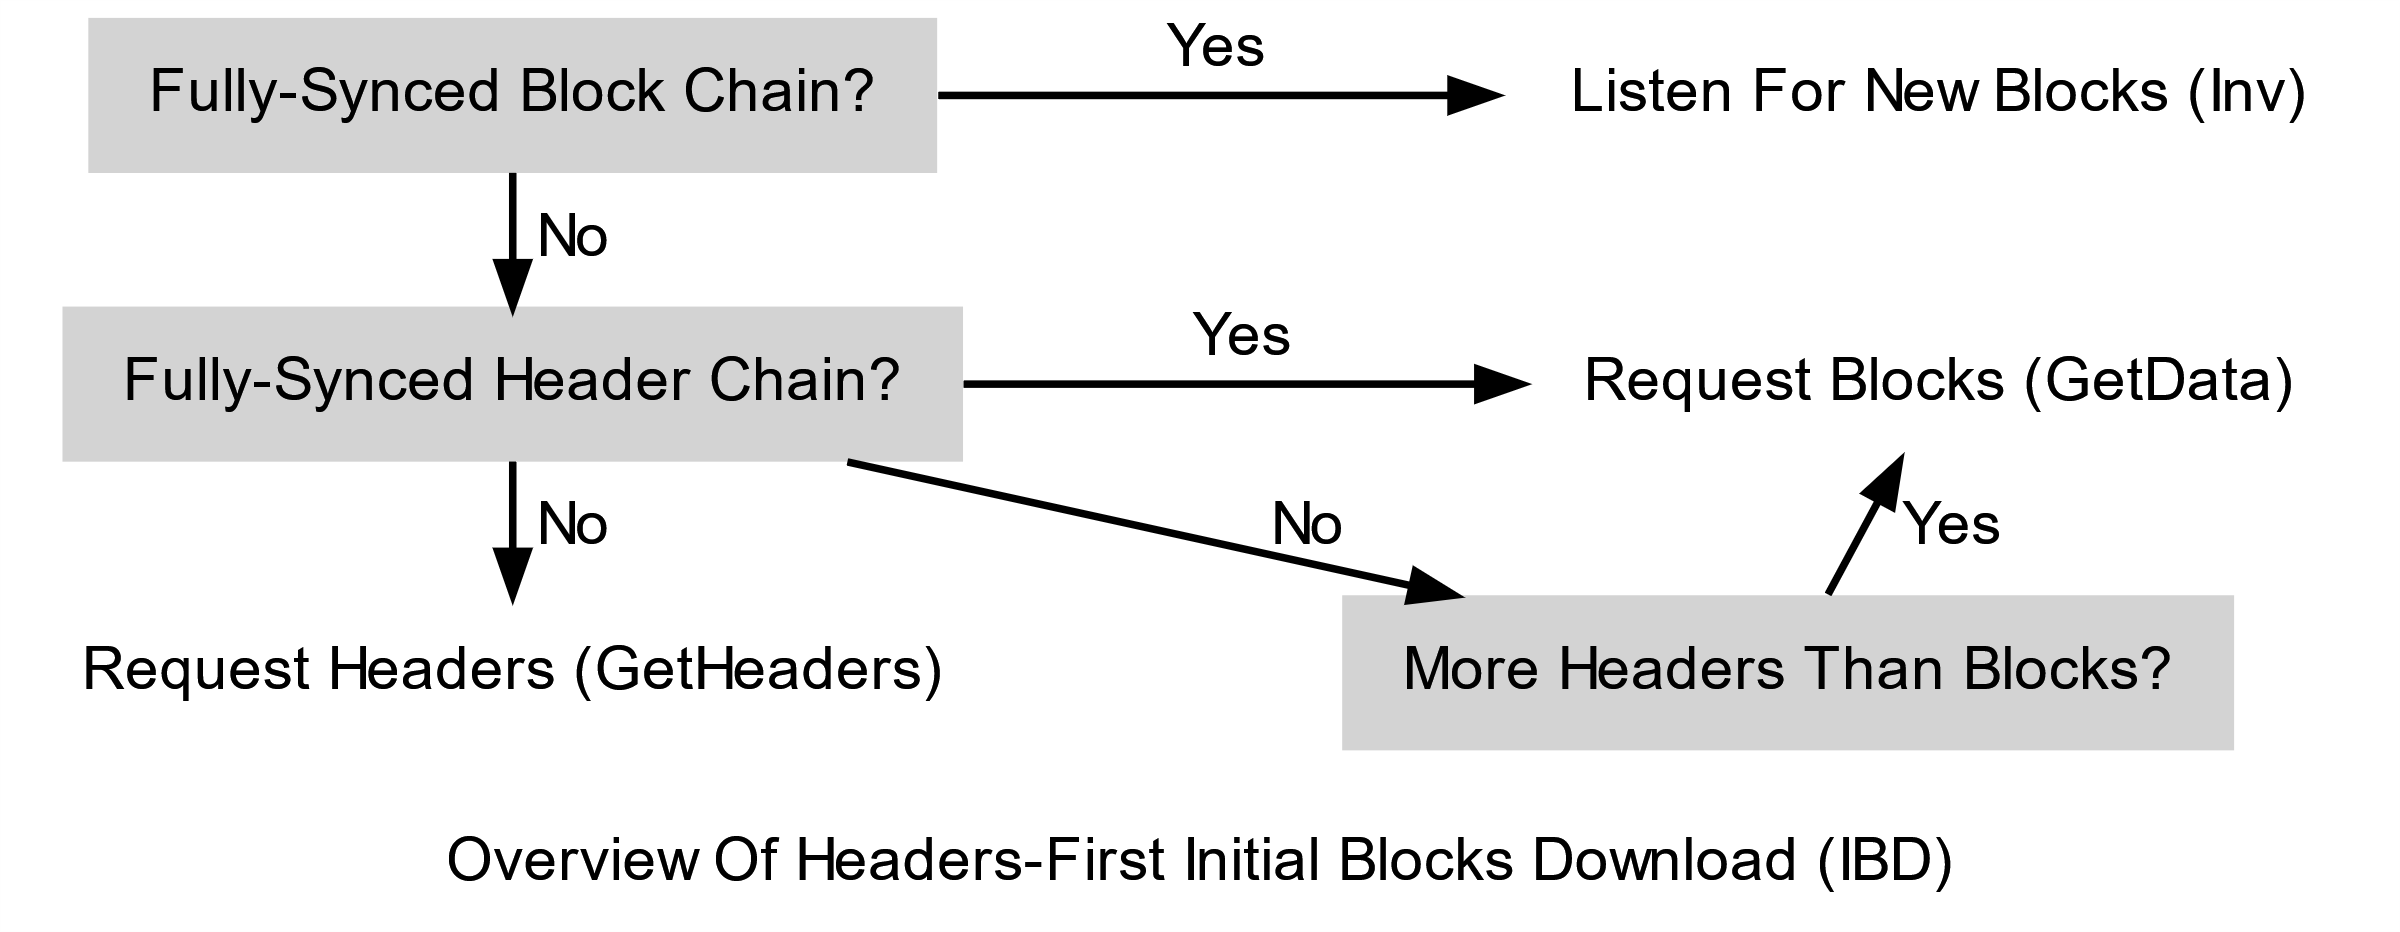 Fully-Synced Block Chain?
Yes
Listen For New Blocks (Inv)
No
Fully-Synced Header Chain?
Yes
Request Blocks (GetData)
No
No
Yes
Request Headers (GetHeaders)
More Headers Than Blocks?
Overview Of Headers-First Initial Blocks Download (IBD)